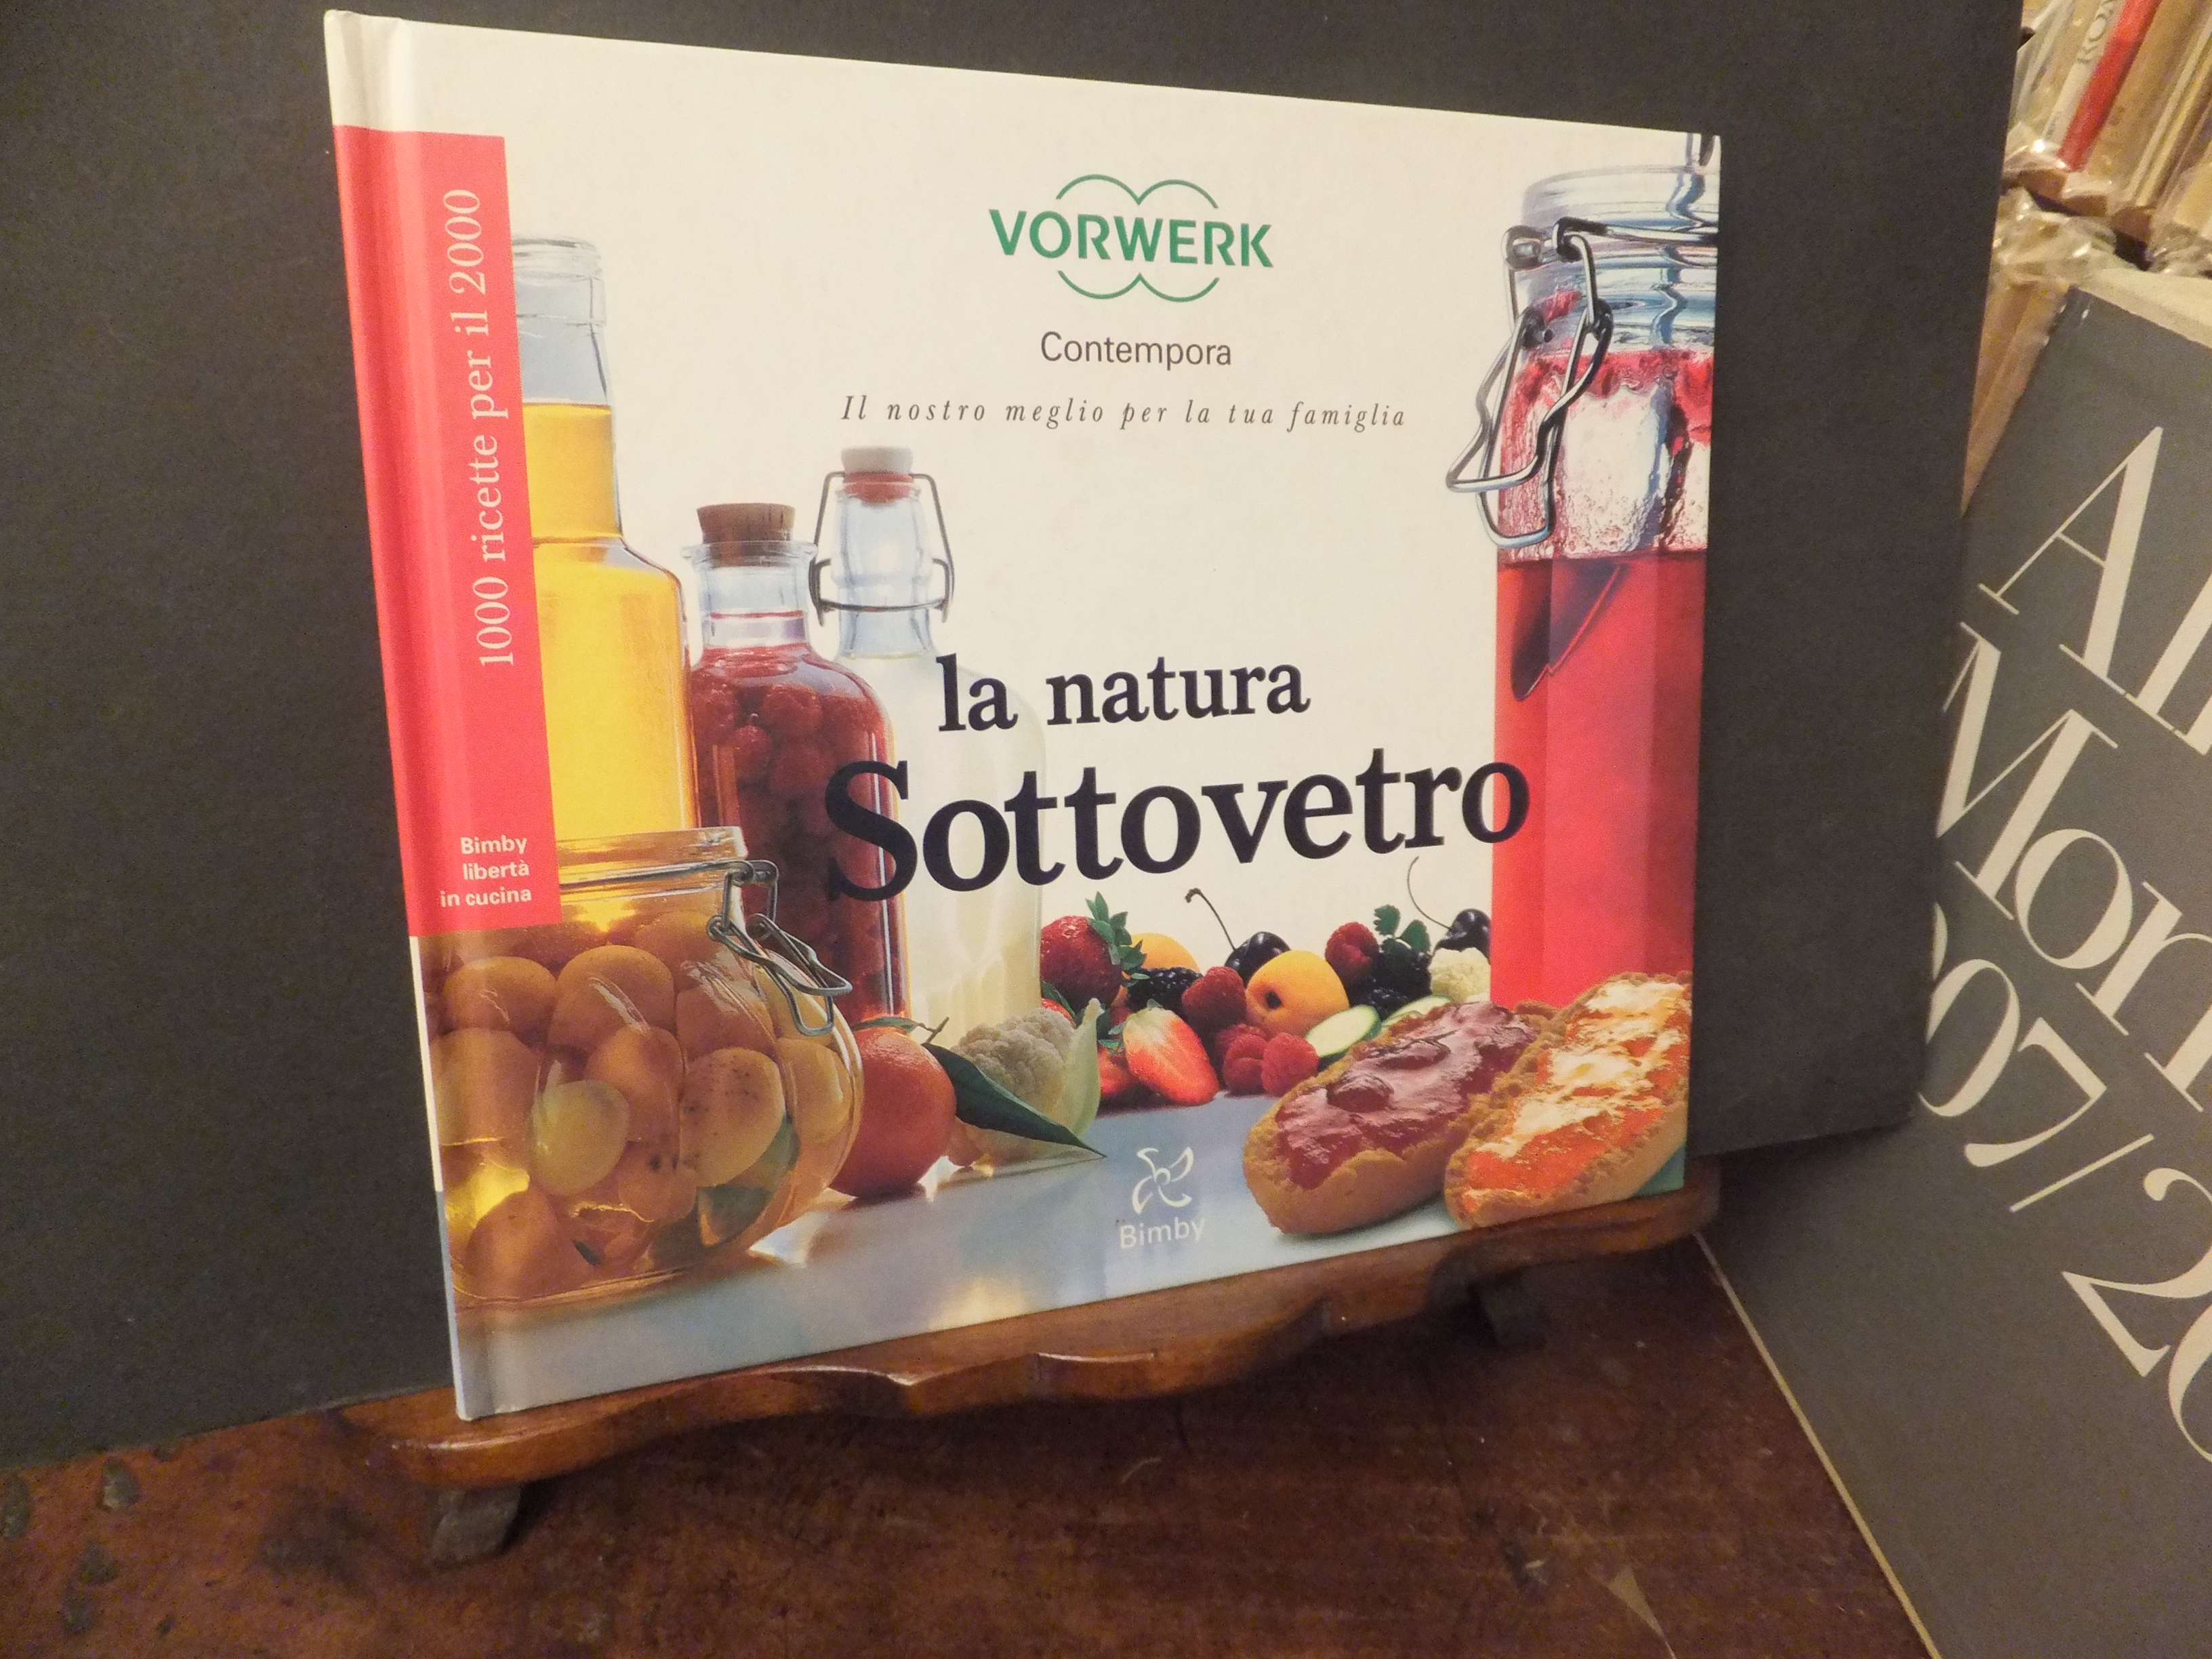 1000 ricette per il 2000
Bimby
libertà
in cucina
VORWERK
Contempora
Il nostro meglio per la tua famiglia
la natura
Sottovetro
Bimby